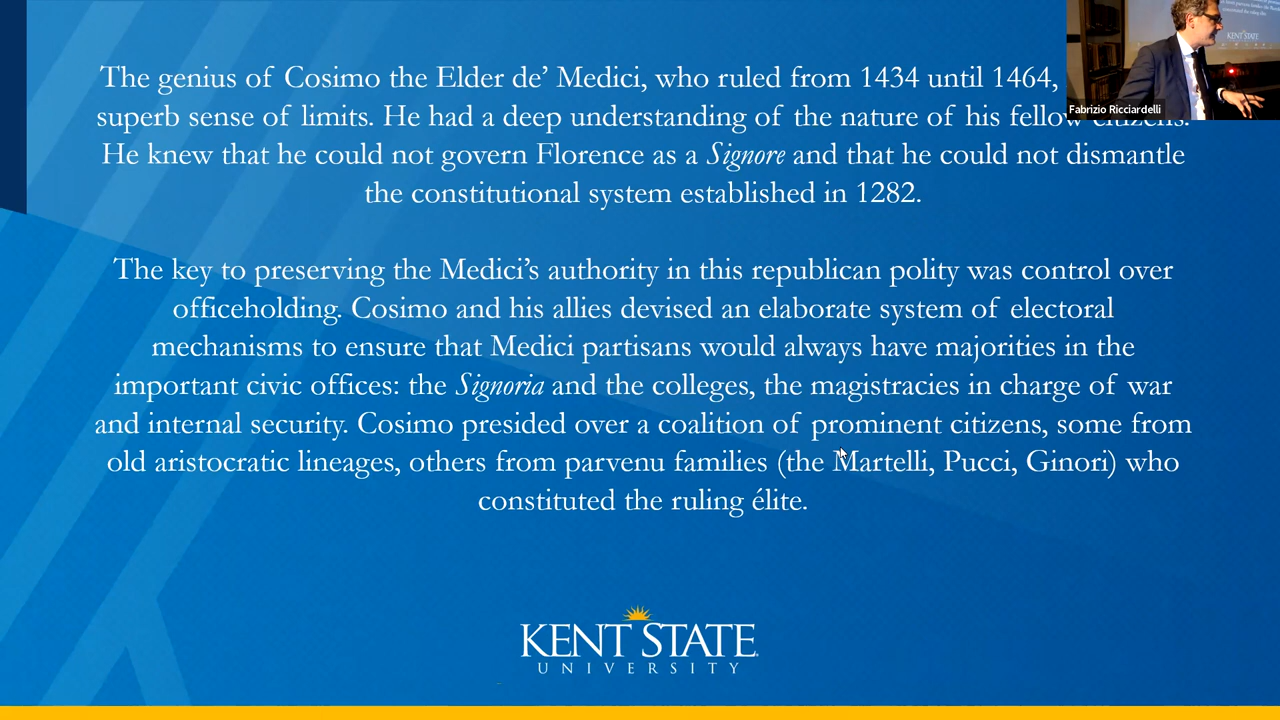 The genius of Cosimo the Elder de’ Medici, who ruled from 1434 until 1464,
superb sense of limits. He had a deep understanding of the nature of his fellow citizens.
He knew that he could not govern Florence as a Signore and that he could not dismantle
the constitutional system established in 1282.
The key to preserving the Medici’s authority in this republican polity was control over
officeholding. Cosimo and his allies devised an elaborate system of electoral
mechanisms to ensure that Medici partisans would always have majorities in the
important civic offices: the Signoria and the colleges, the magistracies in charge of war
and internal security. Cosimo presided over a coalition of prominent citizens, some from
old aristocratic lineages, others from parvenu families (the Martelli, Pucci, Ginori) who
constituted the ruling élite.
Fabrizio Ricciardelli
KENT STATE
KENT STATE
UNIVERSITY